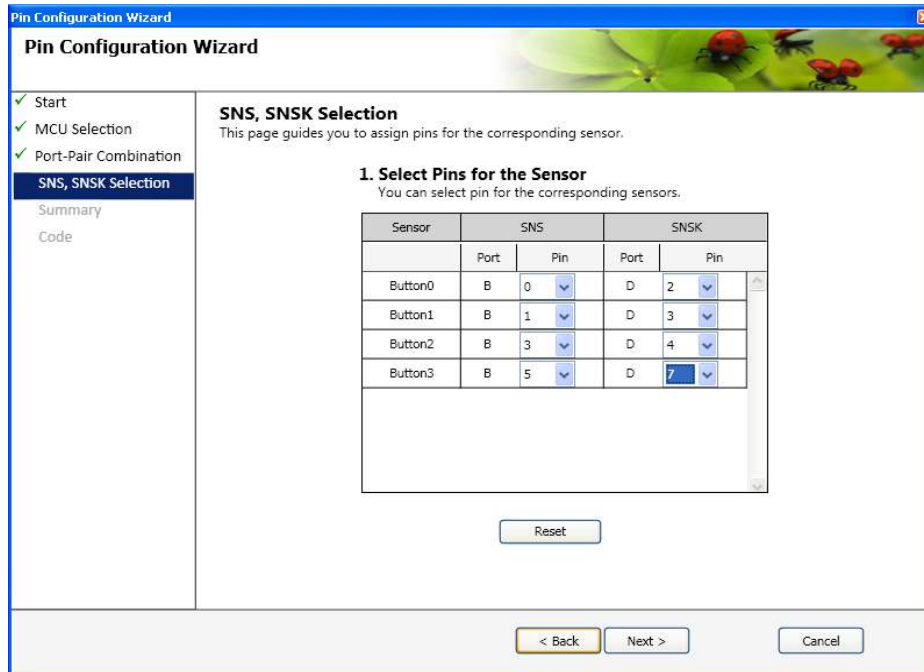 Pin Configuration Wizard
Pin Configuration Wizard
Start
MCU Selection
Port-Pair Combination
SNS, SNSK Selection
Summary
Code
SNS, SNSK Selection
This page guides you to assign pins for the corresponding sensor.
1. Select Pins for the Sensor
You can select pin for the corresponding sensors.
Sensor SNS SNSK
Port Pin Port Pin
Button0 B 0 D 2
Button1 B 1 D 3
Button2 B 3 D 4
Button3 B 5 D 7
Reset
< Back Next > Cancel